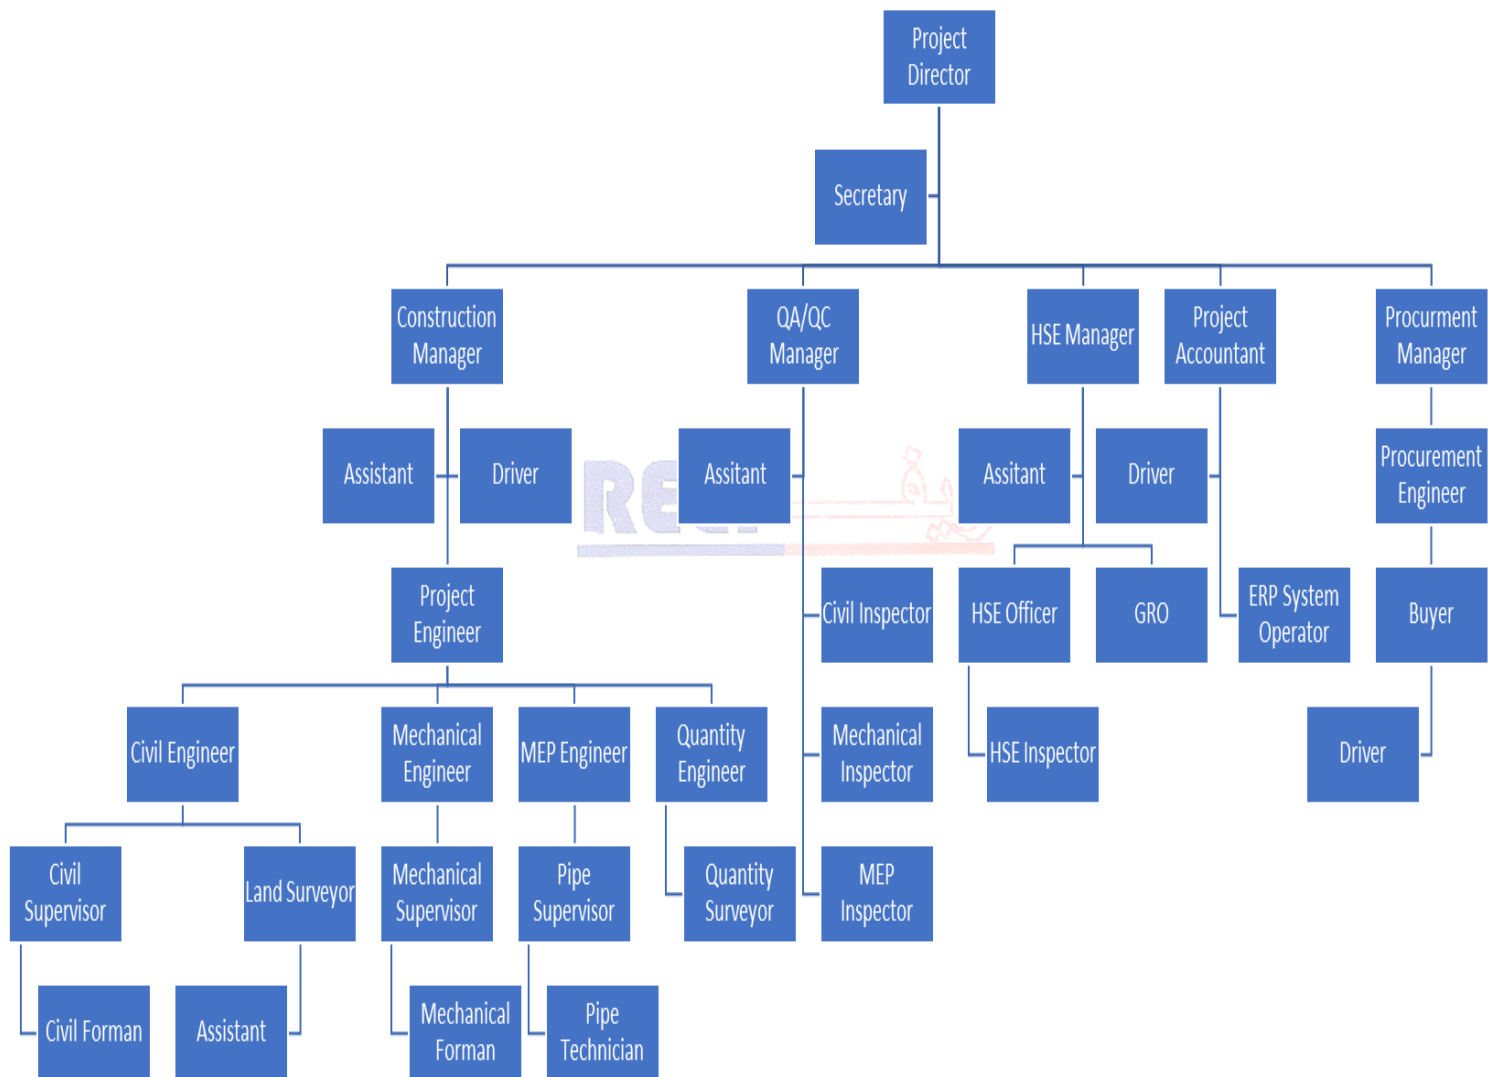 Project
Director
Secretary
Construction
Manager
QA/QC
Manager
HSE Manager
Project
Accountant
Procurment
Manager
Assistant
Driver
Assitant
Assitant
Driver
Procurement
Engineer
Project
Engineer
Civil Inspector
HSE Officer
GRO
ERP System
Operator
Buyer
Civil Engineer
Mechanical
Engineer
MEP Engineer
Quantity
Engineer
Mechanical
Inspector
HSE Inspector
Driver
Civil
Supervisor
Land Surveyor
Mechanical
Supervisor
Pipe
Supervisor
Quantity
Surveyor
MEP
Inspector
Civil Forman
Assistant
Mechanical
Forman
Pipe
Technician